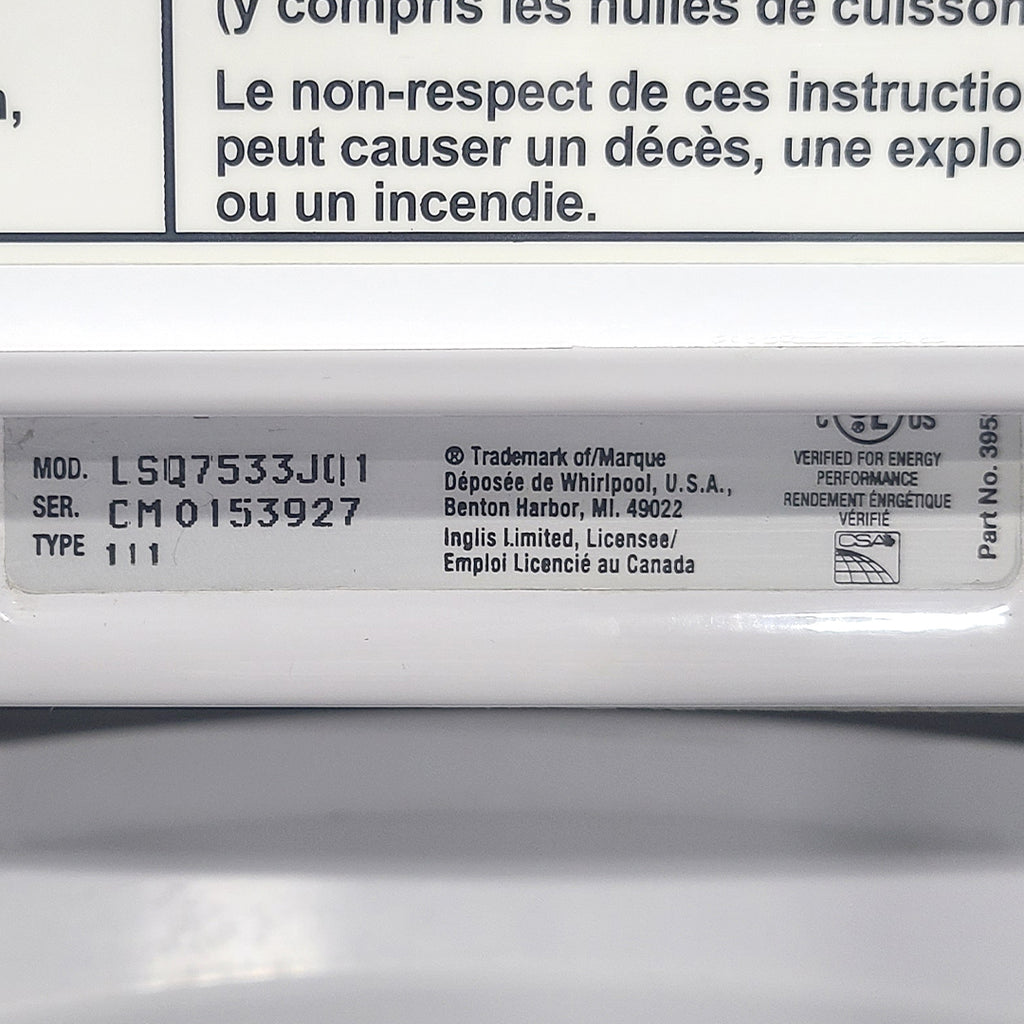 (y compris les huiles de cuisson
,
Le non-respect de ces instructio
peut causer un décès, une explo
ou un incendie.
MOD. LSQ7533JQ1
SER. CM0153927
TYPE 111
® Trademark of/Marque
Déposée de Whirlpool, U.S.A.,
Benton Harbor, MI. 49022
Inglis Limited, Licensee/
Emploi Licencié au Canada
C UL US
®
VERIFIED FOR ENERGY
PERFORMANCE
RENDEMENT ÉNRGÉTIQUE
VÉRIFIÉ
CSA
Part No. 395